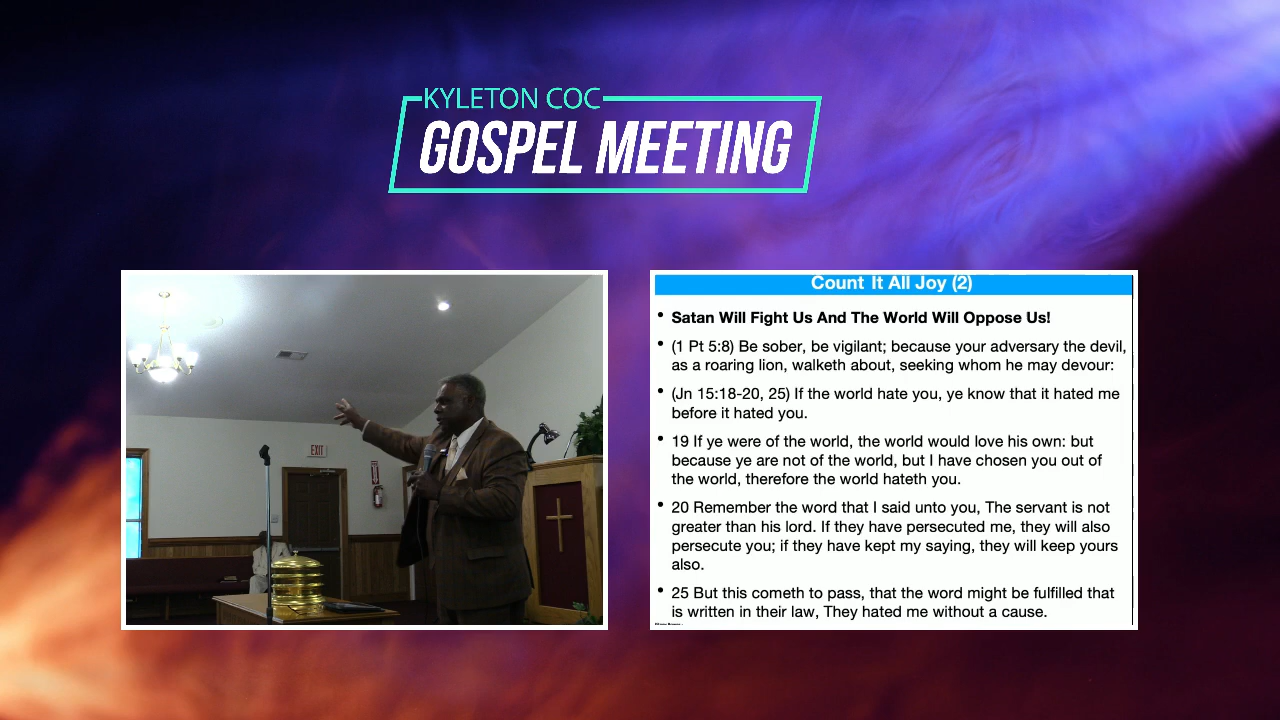 KYLETON COC
GOSPEL MEETING
EXIT
Count It All Joy (2)
• Satan Will Fight Us And The World Will Oppose Us!
• (1 Pt 5:8) Be sober, be vigilant; because your adversary the devil,
as a roaring lion, walketh about, seeking whom he may devour:
• (Jn 15:18-20, 25) If the world hate you, ye know that it hated me
before it hated you.
• 19 If ye were of the world, the world would love his own: but
because ye are not of the world, but I have chosen you out of
the world, therefore the world hateth you.
• 20 Remember the word that I said unto you, The servant is not
greater than his lord. If they have persecuted me, they will also
persecute you; if they have kept my saying, they will keep yours
also.
• 25 But this cometh to pass, that the word might be fulfilled that
is written in their law, They hated me without a cause.